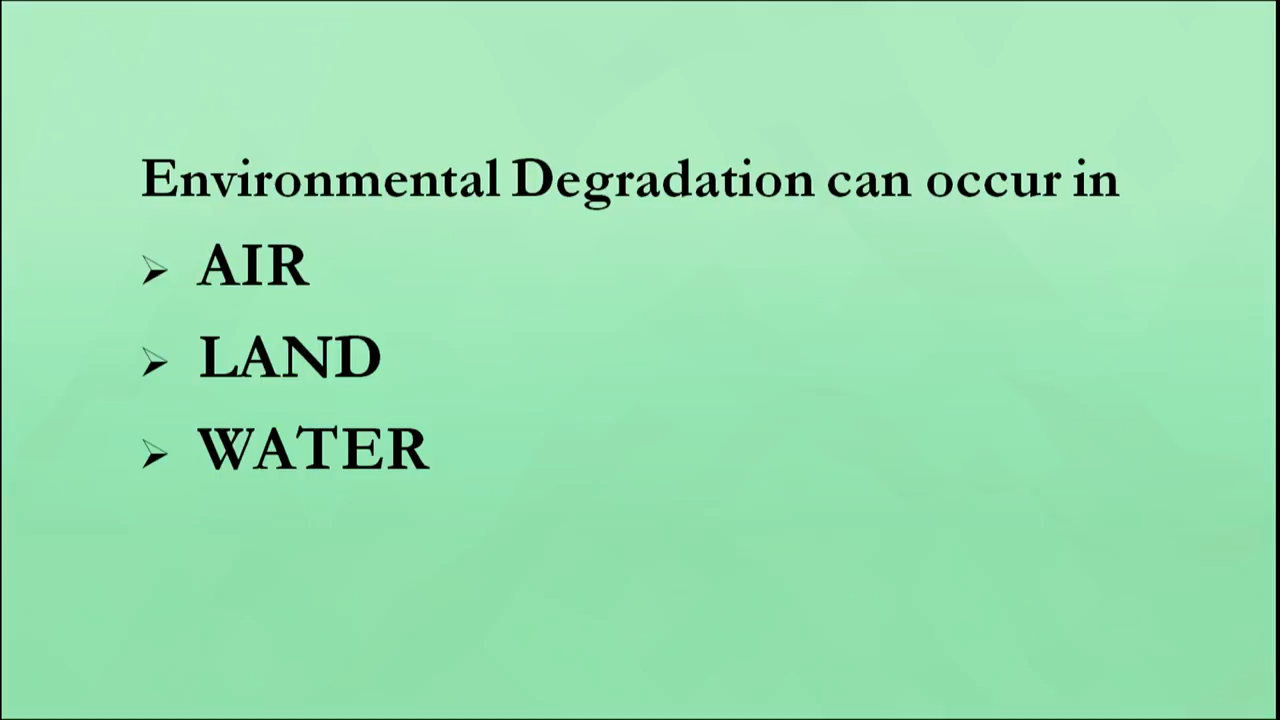 Environmental Degradation can occur in
➢ AIR
➢ LAND
➢ WATER